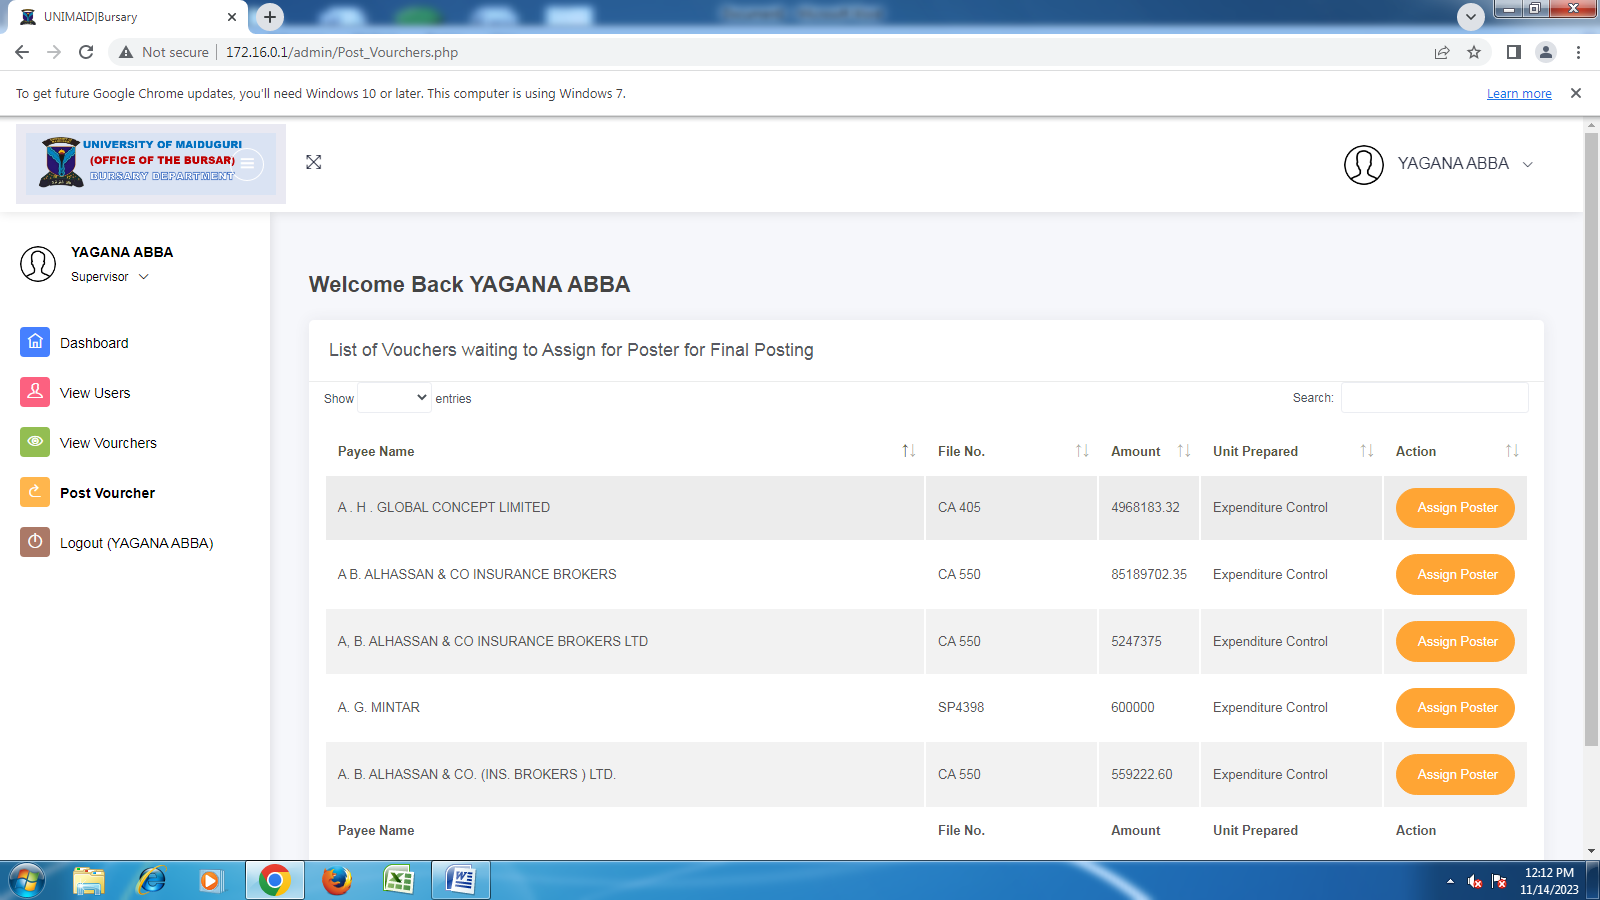 UNIMAID|Bursary
Not secure
172.16.0.1/admin/Post_Vourchers.php
To get future Google Chrome updates, you'll need Windows 10 or later. This computer is using Windows 7.
Learn more
UNIVERSITY OF MAIDUGURI
(OFFICE OF THE BURSAR)
BURSARY DEPARTMENT
YAGANA ABBA
YAGANA ABBA
Supervisor
Dashboard
View Users
View Vourchers
Post Vourcher
Logout (YAGANA ABBA)
Welcome Back YAGANA ABBA
List of Vouchers waiting to Assign for Poster for Final Posting
Show entries Search:
Payee Name File No. Amount Unit Prepared Action
A . H . GLOBAL CONCEPT LIMITED CA 405 4968183.32 Expenditure Control Assign Poster
A B. ALHASSAN & CO INSURANCE BROKERS CA 550 85189702.35 Expenditure Control Assign Poster
A, B. ALHASSAN & CO INSURANCE BROKERS LTD CA 550 5247375 Expenditure Control Assign Poster
A. G. MINTAR SP4398 600000 Expenditure Control Assign Poster
A. B. ALHASSAN & CO. (INS. BROKERS ) LTD. CA 550 559222.60 Expenditure Control Assign Poster
Payee Name File No. Amount Unit Prepared Action
12:12 PM
11/14/2023